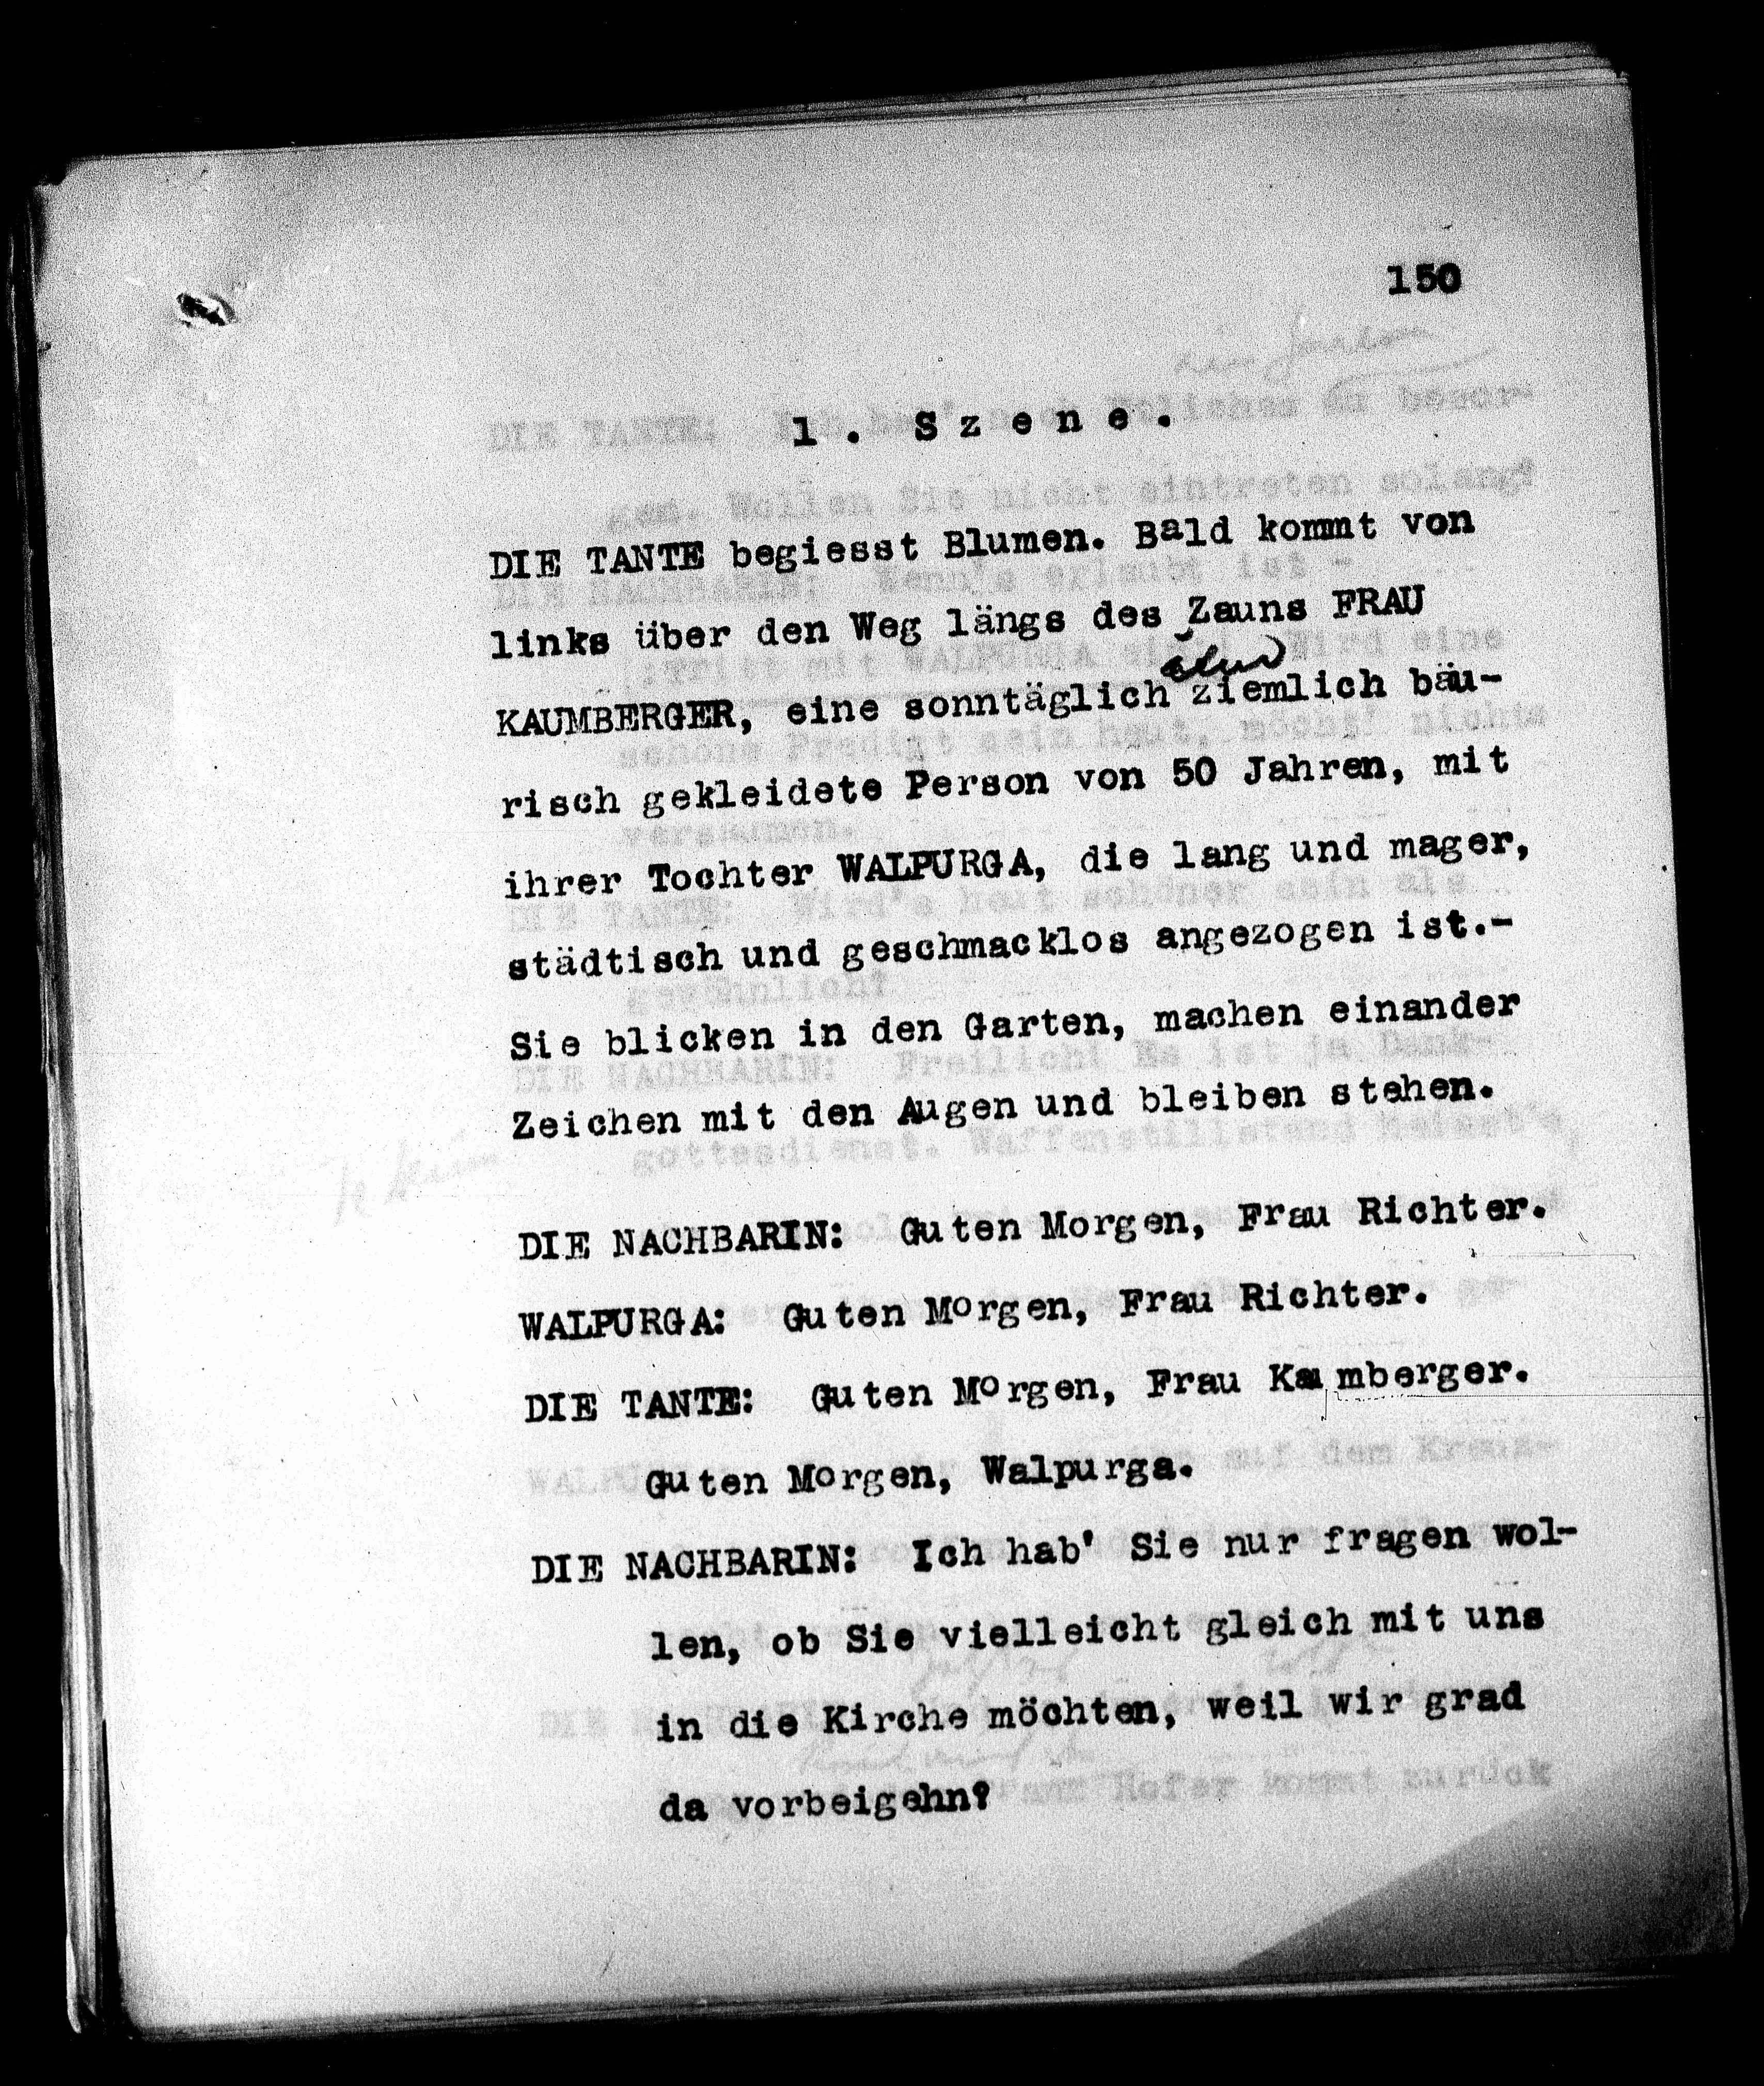 150
1. Szene.
DIE TANTE begiesst Blumen. Bald kommt von
links über den Weg längs des Zauns FRAU
KAUMBERGER, eine sonntäglich aber ziemlich bäu-
risch gekleidete Person von 50 Jahren, mit
ihrer Tochter WALPURGA, die lang und mager,
städtisch und geschmacklos angezogen ist.-
Sie blicken in den Garten, machen einander
Zeichen mit den Augen und bleiben stehen.
DIE NACHBARIN: Guten Morgen, Frau Richter.
WALPURGA: Guten Morgen, Frau Richter.
DIE TANTE: Guten Morgen, Frau Kaumberger.
Guten Morgen, Walpurga.
DIE NACHBARIN: Ich hab' Sie nur fragen wol-
len, ob Sie vielleicht gleich mit uns
in die Kirche möchten, weil wir grad
da vorbeigehn?